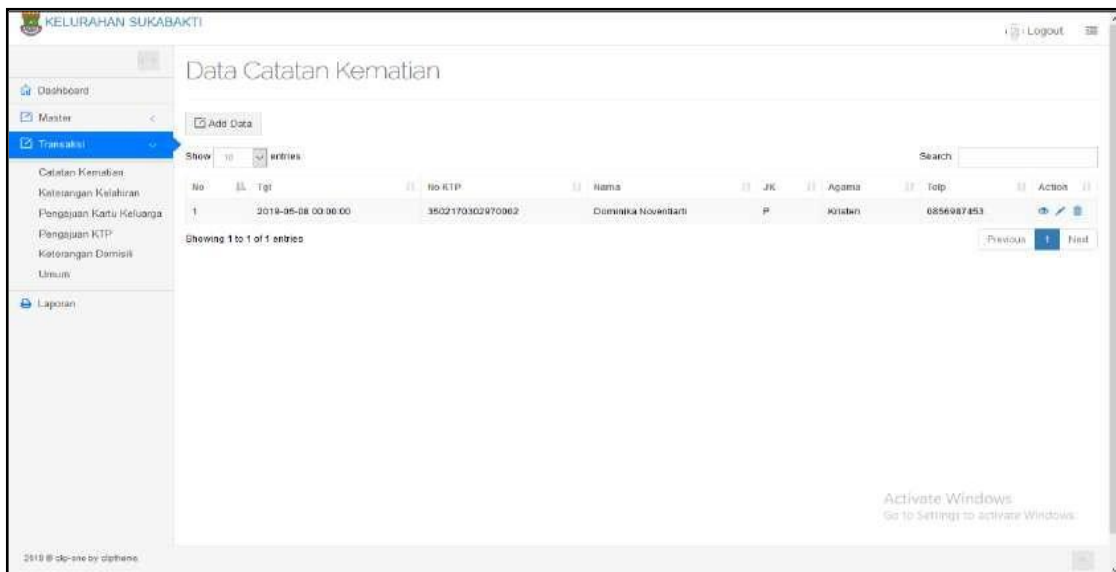 KELURAHAN SUKABAKTI
Logout
Data Catatan Kematian
Dashboard
Master
Add Data
Transaksi
Show 10 entries
Search
Catatan Kematian
Keterangan Kelahiran
Pengajuan Kartu Keluarga
Pengajuan KTP
Keterangan Domisili
Umum
Laporan
No Tgl No KTP Nama JK Agama Telp Action
1 2019-05-08 00:00:00 3502170302970002 Dominika Noventiarti P Kristen 0856987453
Showing 1 to 1 of 1 entries
Previous 1 Next
Activate Windows
Go to Settings to activate Windows.
by cliptheme